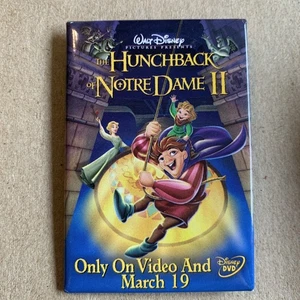 Walt Disney
PICTURES PRESENTS
THE HUNCHBACK
OF NOTRE DAME II
Only On Video And
March 19
Disney
DVD